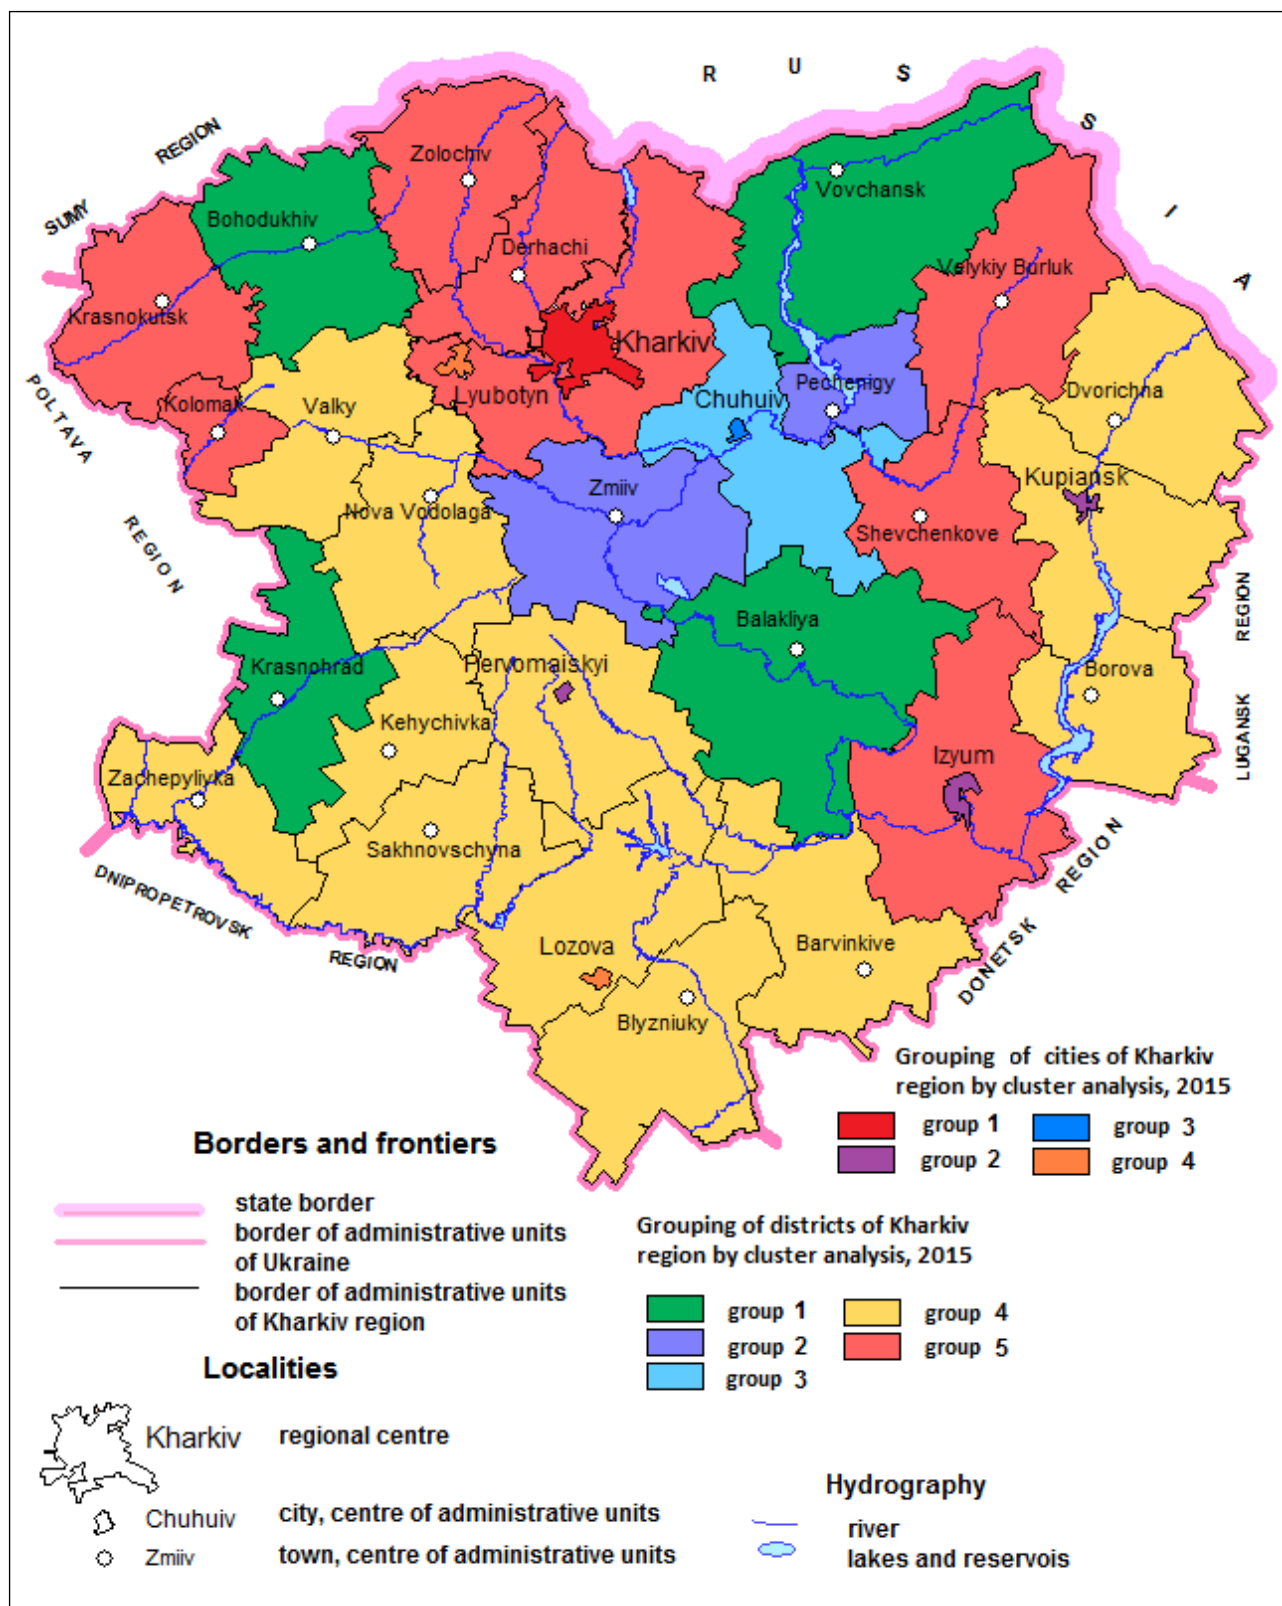 R U S S I A
SUMY REGION
Zolochiv
Vovchansk
Bohodukhiv
Derhachi
Velykiy Burluk
Krasnokutsk
Kharkiv
POLTAVA REGION
Lyubotyn
Pechenigy
Chuhuiv
Dvorichna
Kolomak
Valky
Kupiansk
Zmiiv
Nova Vodolaga
Shevchenkove
Balakliya
Krasnohrad
Pervomaiskyi
Borova
LUGANSK REGION
Kehychivka
Izyum
Zachepylivka
Sakhnovschyna
DNIPROPETROVSK REGION
Lozova
Barvinkive
DONETSK REGION
Blyzniuky
Grouping of cities of Kharkiv
region by cluster analysis, 2015
group 1
group 3
group 2
group 4
Borders and frontiers
state border
border of administrative units
of Ukraine
border of administrative units
of Kharkiv region
Grouping of districts of Kharkiv
region by cluster analysis, 2015
group 1
group 4
group 2
group 5
group 3
Localities
Kharkiv regional centre
Chuhuiv city, centre of administrative units
Zmiiv town, centre of administrative units
Hydrography
river
lakes and reservois